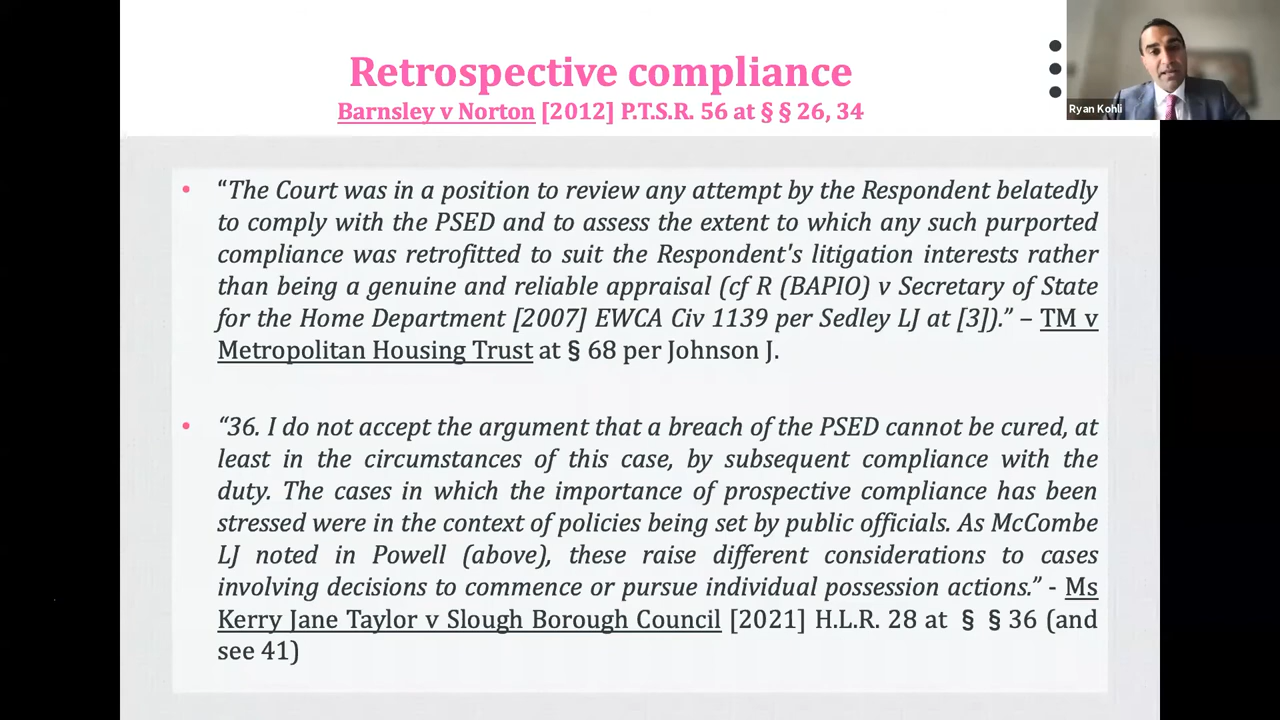 Retrospective compliance
Barnsley v Norton [2012] P.T.S.R. 56 at § § 26, 34
Ryan Kohli
• “The Court was in a position to review any attempt by the Respondent belatedly
to comply with the PSED and to assess the extent to which any such purported
compliance was retrofitted to suit the Respondent's litigation interests rather
than being a genuine and reliable appraisal (cf R (BAPIO) v Secretary of State
for the Home Department [2007] EWCA Civ 1139 per Sedley LJ at [3]).” – TM v
Metropolitan Housing Trust at § 68 per Johnson J.
• “36. I do not accept the argument that a breach of the PSED cannot be cured, at
least in the circumstances of this case, by subsequent compliance with the
duty. The cases in which the importance of prospective compliance has been
stressed were in the context of policies being set by public officials. As McCombe
LJ noted in Powell (above), these raise different considerations to cases
involving decisions to commence or pursue individual possession actions.” - Ms
Kerry Jane Taylor v Slough Borough Council [2021] H.L.R. 28 at § § 36 (and
see 41)